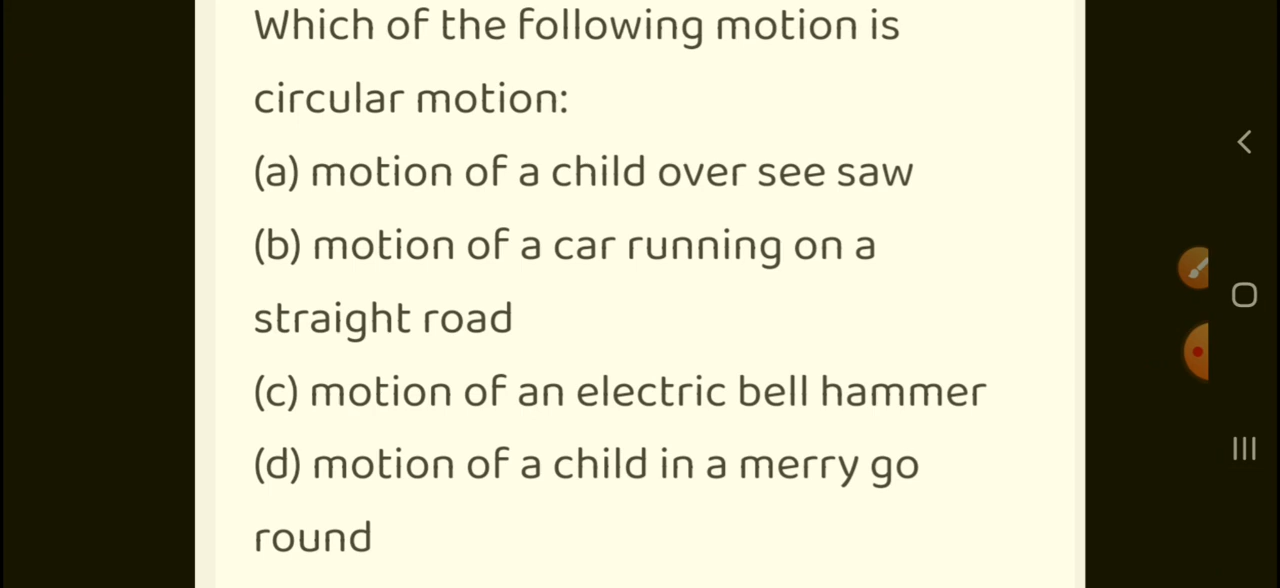 Which of the following motion is
circular motion:
(a) motion of a child over see saw
(b) motion of a car running on a
straight road
(c) motion of an electric bell hammer
(d) motion of a child in a merry go
round